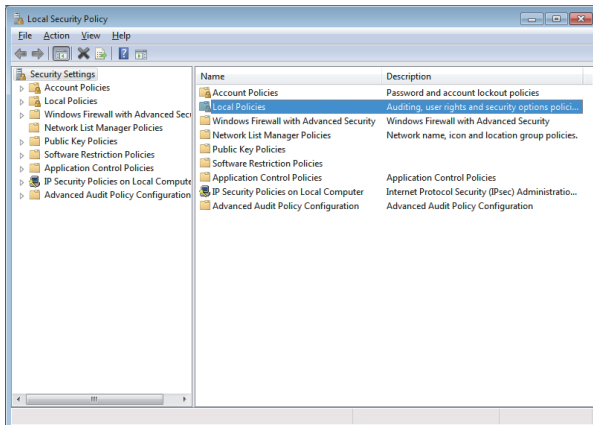 Local Security Policy
File Action View Help
Security Settings
Account Policies
Local Policies
Windows Firewall with Advanced Secu
Network List Manager Policies
Public Key Policies
Software Restriction Policies
Application Control Policies
IP Security Policies on Local Compute
Advanced Audit Policy Configuration
Name Description
Account Policies Password and account lockout policies
Local Policies Auditing, user rights and security options polici...
Windows Firewall with Advanced Security Windows Firewall with Advanced Security
Network List Manager Policies Network name, icon and location group policies.
Public Key Policies
Software Restriction Policies
Application Control Policies Application Control Policies
IP Security Policies on Local Computer Internet Protocol Security (IPsec) Administratio...
Advanced Audit Policy Configuration Advanced Audit Policy Configuration